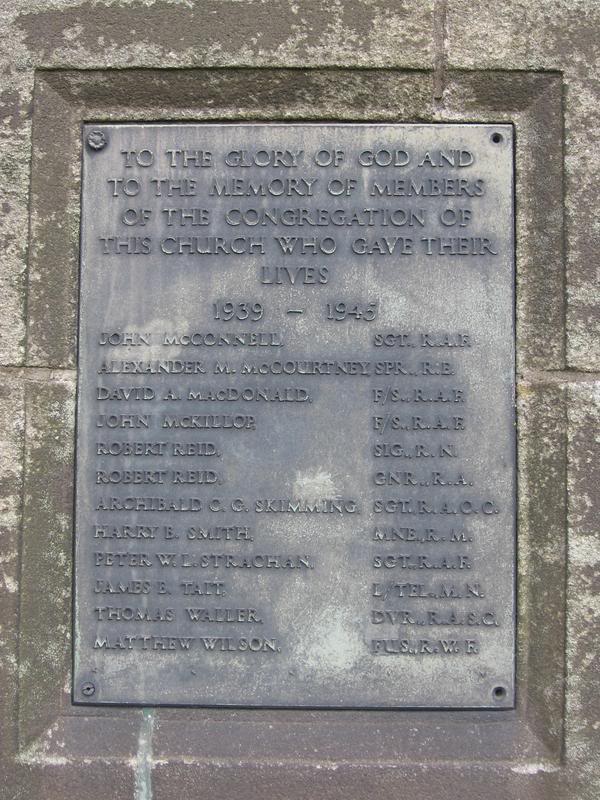 TO THE GLORY OF GOD AND
TO THE MEMORY OF MEMBERS
OF THE CONGREGATION OF
THIS CHURCH WHO GAVE THEIR
LIVES
1939 – 1945
JOHN McCONNELL, SGT., R.A.F.
ALEXANDER M. McCOURTNEY, SPR., R.E.
DAVID A. MACDONALD, F/S., R.A.F.
JOHN McKILLOP, F/S., R.A.F.
ROBERT REID, SIG., R.N.
ROBERT REID, GNR., R.A.
ARCHIBALD C. G. SKIMMING, SGT. R.A.O.C.
HARRY B. SMITH, MNE., R.M.
PETER W. L. STRACHAN, SGT., R.A.F.
JAMES E. TAIT, L/TEL., M.N.
THOMAS WALLER, DVR., R.A.S.C.
MATTHEW WILSON, FUS., R.W.F.